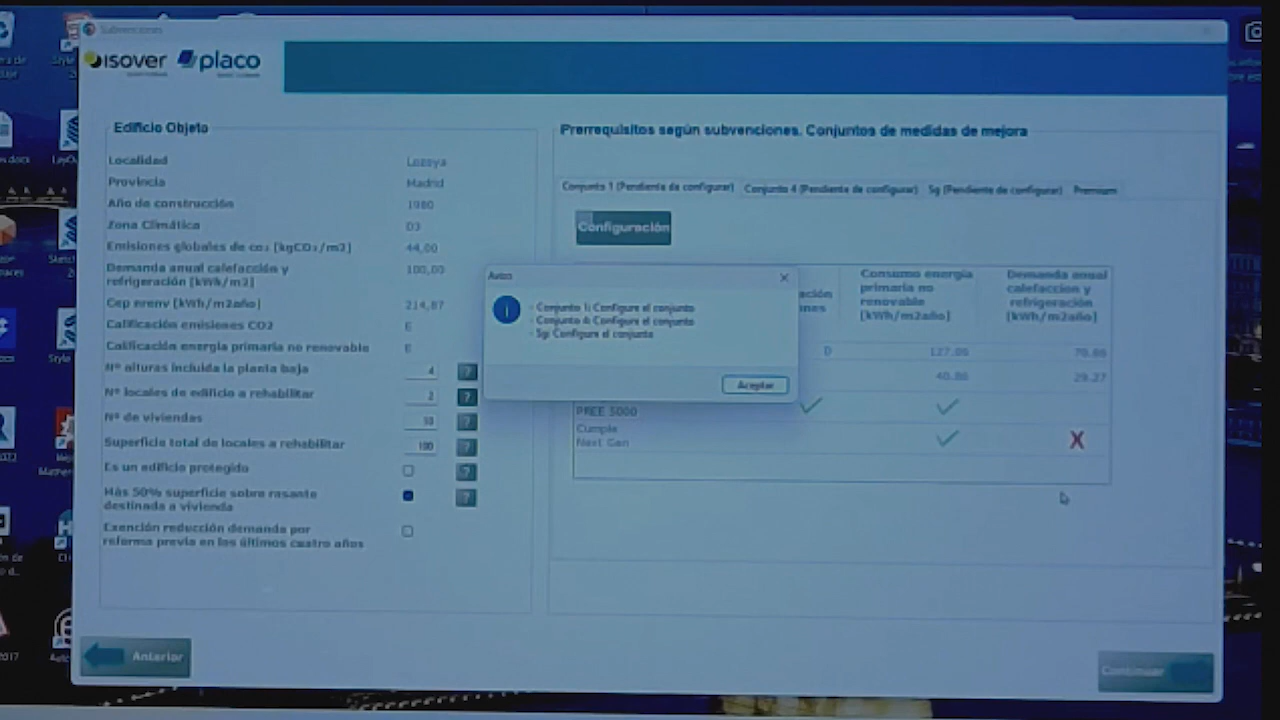 Subvenciones
isover placo
Edificio Objeto
Localidad Lozoya
Provincia Madrid
Año de construcción 1980
Zona Climática D3
Emisiones globales de co₂ [kgCO₂/m2] 44,00
Demanda anual calefacción y
refrigeración [kWh/m2] 100,00
Cep nrenv [kWh/m2año] 214,87
Calificación emisiones CO2 E
Calificación energía primaria no renovable E
Nº alturas incluida la planta baja 4 ?
Nº locales de edificio a rehabilitar 2 ?
Nº de viviendas 10 ?
Superficie total de locales a rehabilitar 100 ?
Es un edificio protegido ?
Más 50% superficie sobre rasante
destinada a vivienda ?
Exención reducción demanda por
reforma previa en los últimos cuatro años
Prerrequisitos según subvenciones. Conjuntos de medidas de mejora
Conjunto 1 (Pendiente de configurar) Conjunto 4 (Pendiente de configurar) Sg (Pendiente de configurar) Premium
Configuración
Consumo energía
primaria no
renovable
[kWh/m2año]
Demanda anual
calefaccion y
refrigeración
[kWh/m2año]
D 127.06 70.86
40.86 29.27
PREE 5000
Cumple
Next Gen
X
Aviso
- Conjunto 1: Configure el conjunto
- Conjunto 4: Configure el conjunto
- Sg: Configure el conjunto
Aceptar
Anterior
Continuar